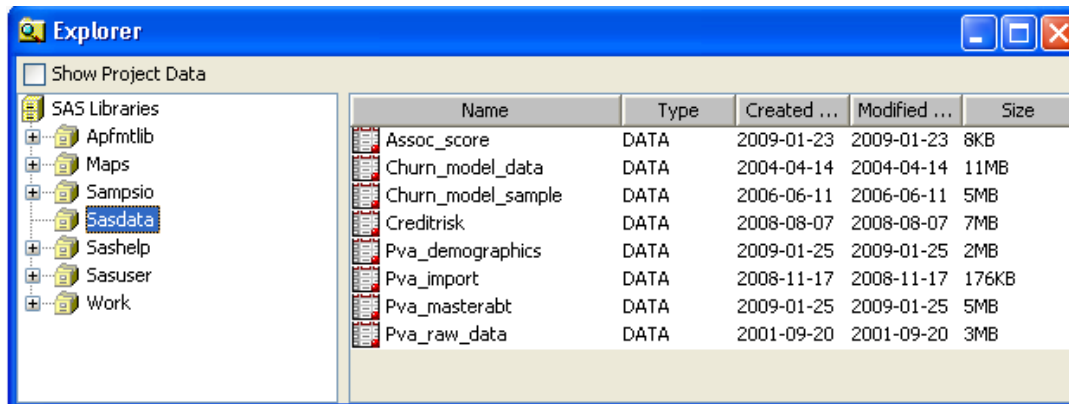 Explorer
Show Project Data
SAS Libraries
Apfmtlib
Maps
Sampsio
Sasdata
Sashelp
Sasuser
Work
Name Type Created ... Modified ... Size
Assoc_score DATA 2009-01-23 2009-01-23 8KB
Churn_model_data DATA 2004-04-14 2004-04-14 11MB
Churn_model_sample DATA 2006-06-11 2006-06-11 5MB
Creditrisk DATA 2008-08-07 2008-08-07 7MB
Pva_demographics DATA 2009-01-25 2009-01-25 2MB
Pva_import DATA 2008-11-17 2008-11-17 176KB
Pva_masterabt DATA 2009-01-25 2009-01-25 5MB
Pva_raw_data DATA 2001-09-20 2001-09-20 3MB